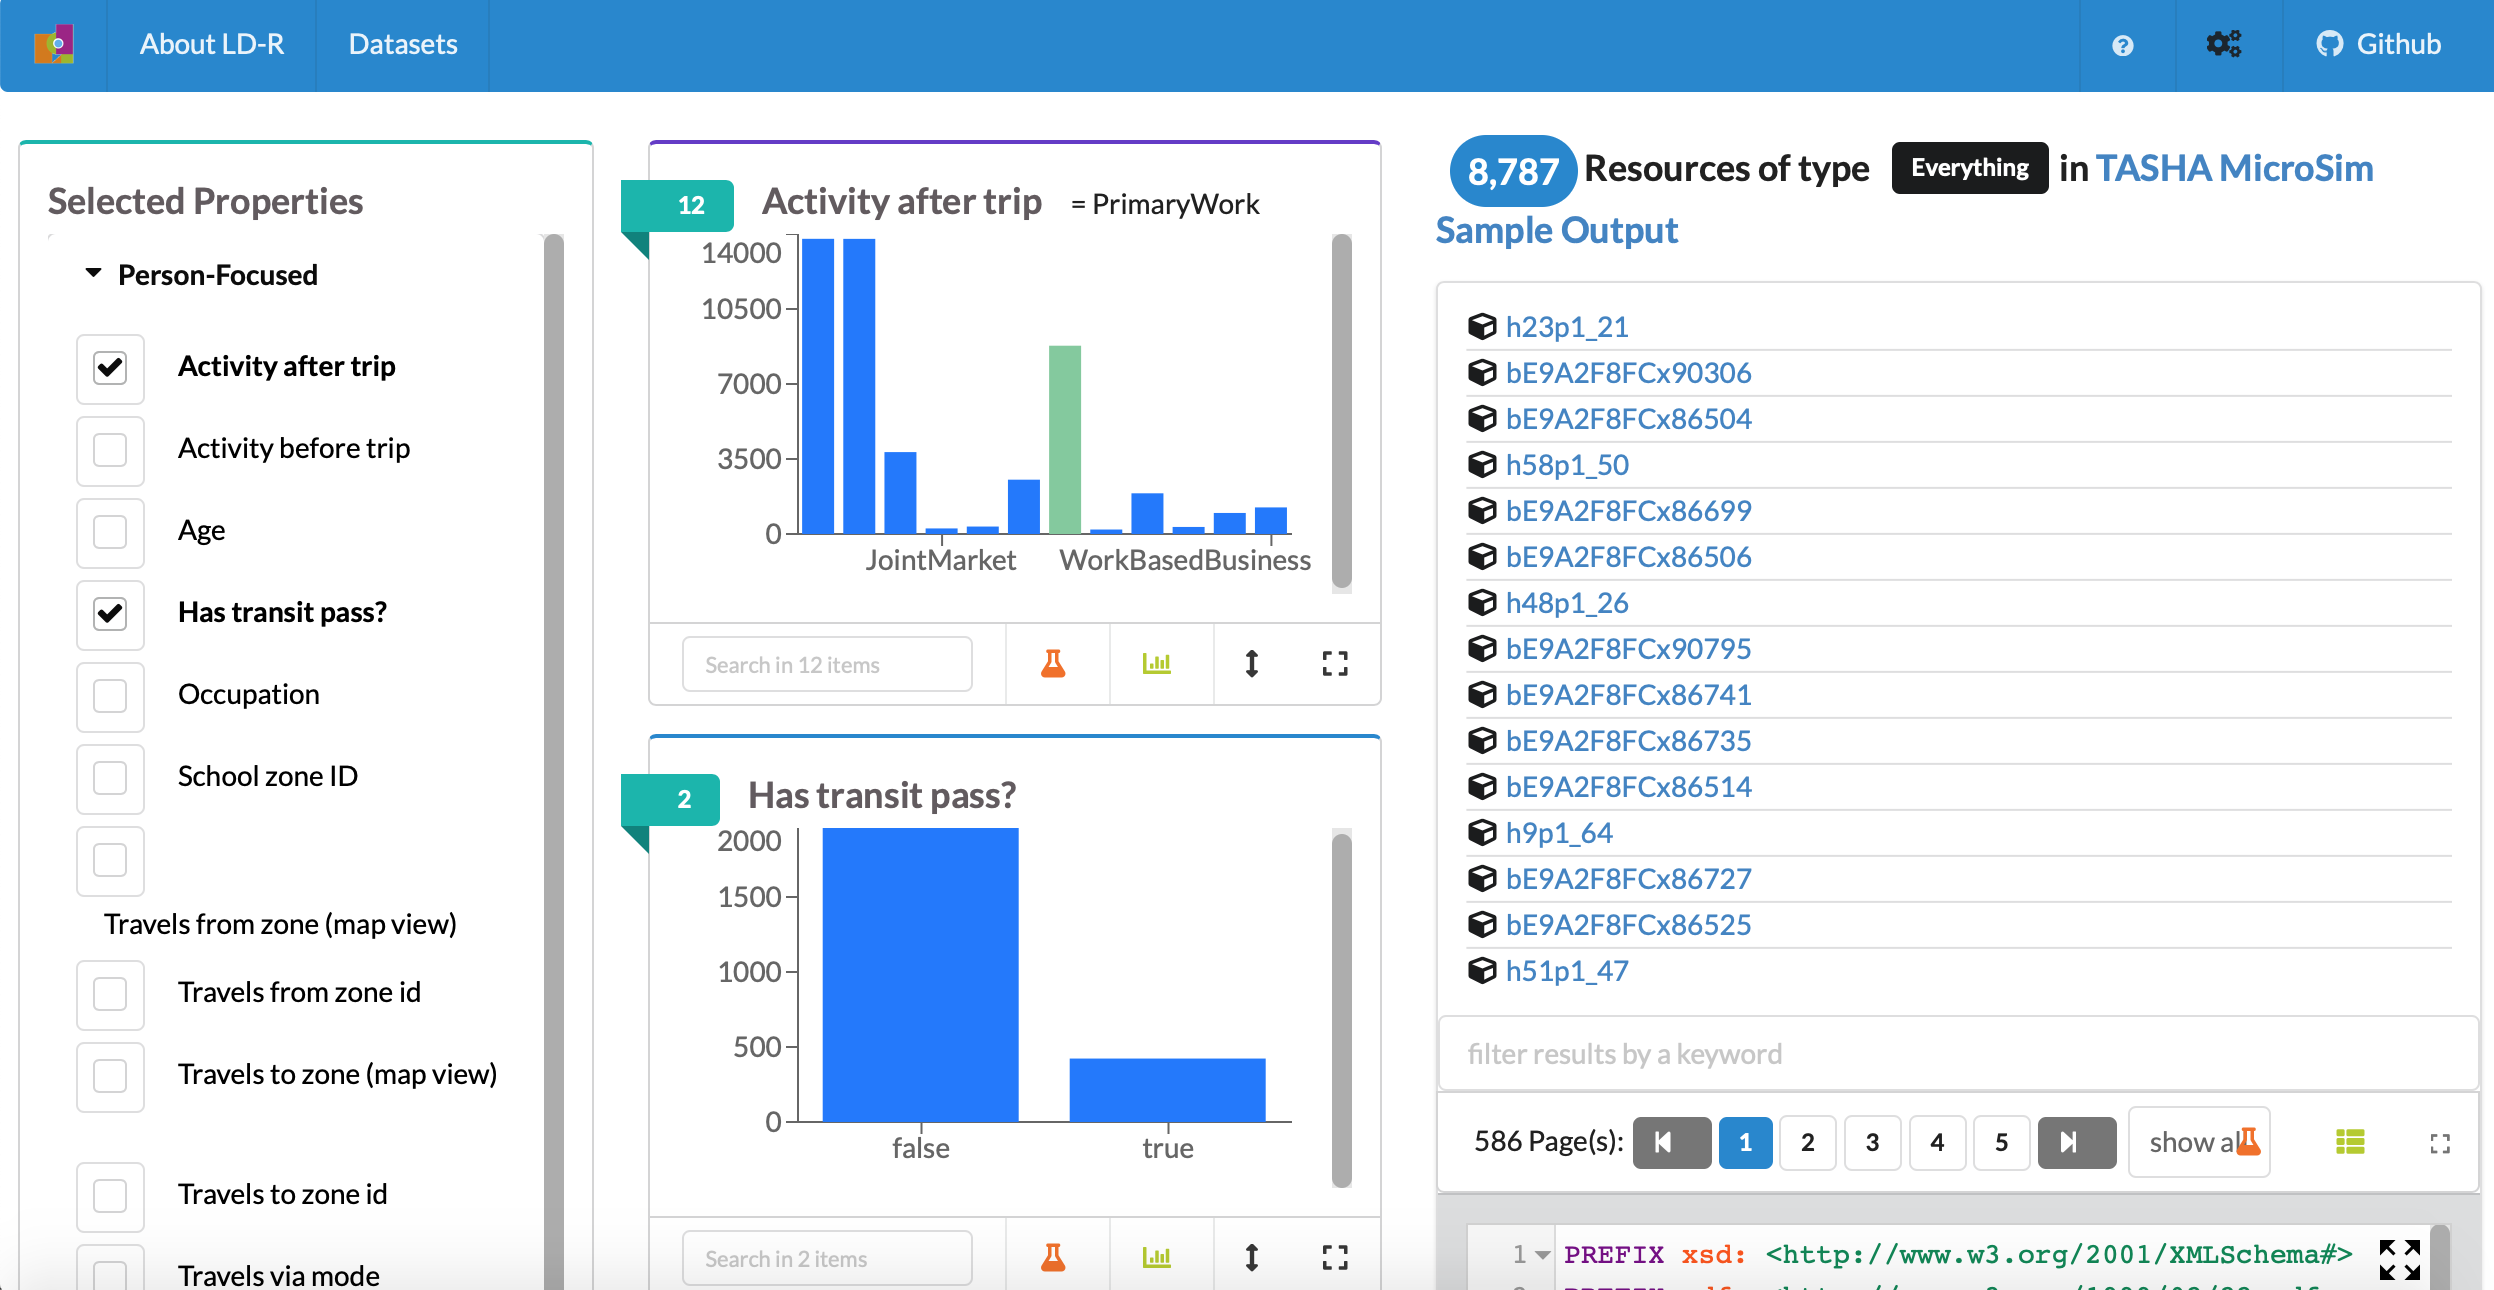 About LD-R
Datasets
Github
Selected Properties
Person-Focused
Activity after trip
Activity before trip
Age
Has transit pass?
Occupation
School zone ID
Travels from zone (map view)
Travels from zone id
Travels to zone (map view)
Travels to zone id
Travels via mode
12
Activity after trip = PrimaryWork
14000
10500
7000
3500
0
JointMarket WorkBasedBusiness
Search in 12 items
2
Has transit pass?
2000
1500
1000
500
0
false true
Search in 2 items
8,787 Resources of type Everything in TASHA MicroSim
Sample Output
h23p1_21
bE9A2F8FCx90306
bE9A2F8FCx86504
h58p1_50
bE9A2F8FCx86699
bE9A2F8FCx86506
h48p1_26
bE9A2F8FCx90795
bE9A2F8FCx86741
bE9A2F8FCx86735
bE9A2F8FCx86514
h9p1_64
bE9A2F8FCx86727
bE9A2F8FCx86525
h51p1_47
filter results by a keyword
586 Page(s): 1 2 3 4 5 show al
1 PREFIX xsd: <http://www.w3.org/2001/XMLSchema#>